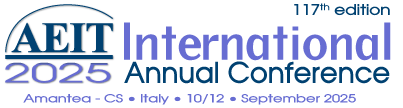 117th edition
AEIT International
2025 Annual Conference
Amantea - CS • Italy • 10/12 • September 2025